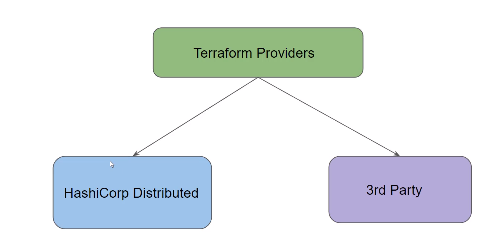 Terraform Providers
HashiCorp Distributed
3rd Party